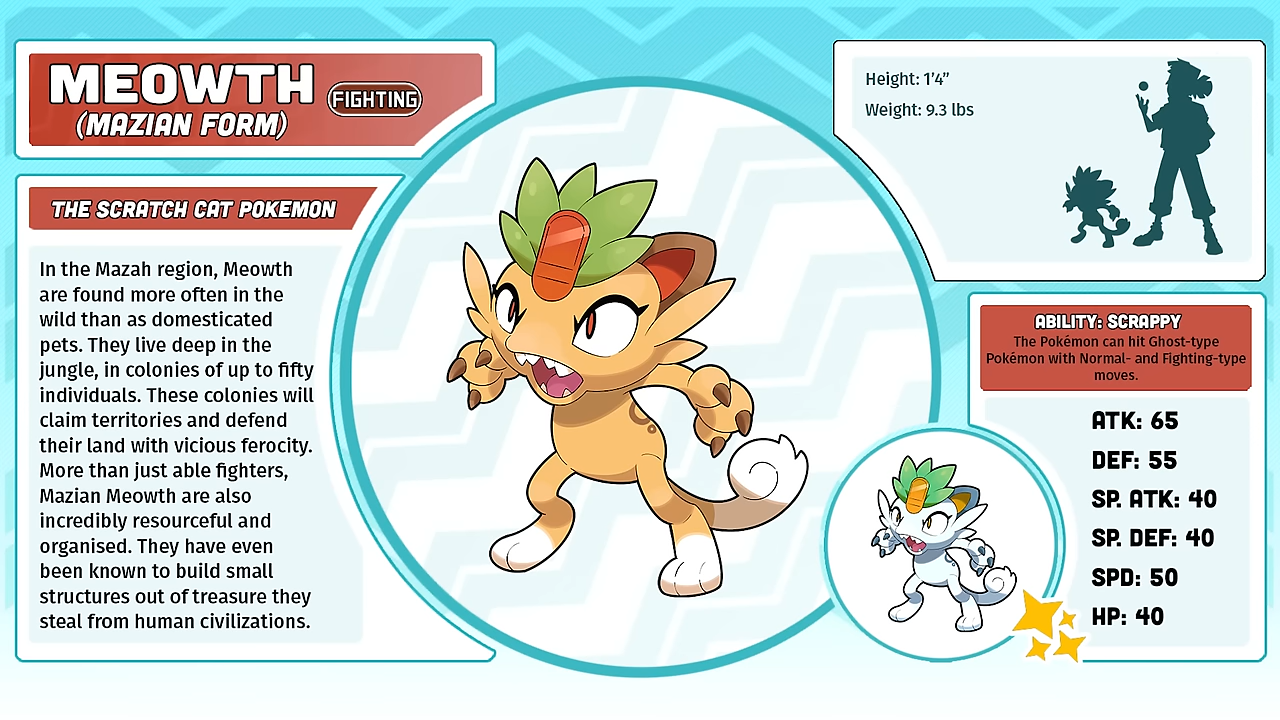 MEOWTH
(MAZIAN FORM)
FIGHTING
THE SCRATCH CAT POKEMON
In the Mazah region, Meowth
are found more often in the
wild than as domesticated
pets. They live deep in the
jungle, in colonies of up to fifty
individuals. These colonies will
claim territories and defend
their land with vicious ferocity.
More than just able fighters,
Mazian Meowth are also
incredibly resourceful and
organised. They have even
been known to build small
structures out of treasure they
steal from human civilizations.
Height: 1'4”
Weight: 9.3 lbs
ABILITY: SCRAPPY
The Pokémon can hit Ghost-type
Pokémon with Normal- and Fighting-type
moves.
ATK: 65
DEF: 55
SP. ATK: 40
SP. DEF: 40
SPD: 50
HP: 40